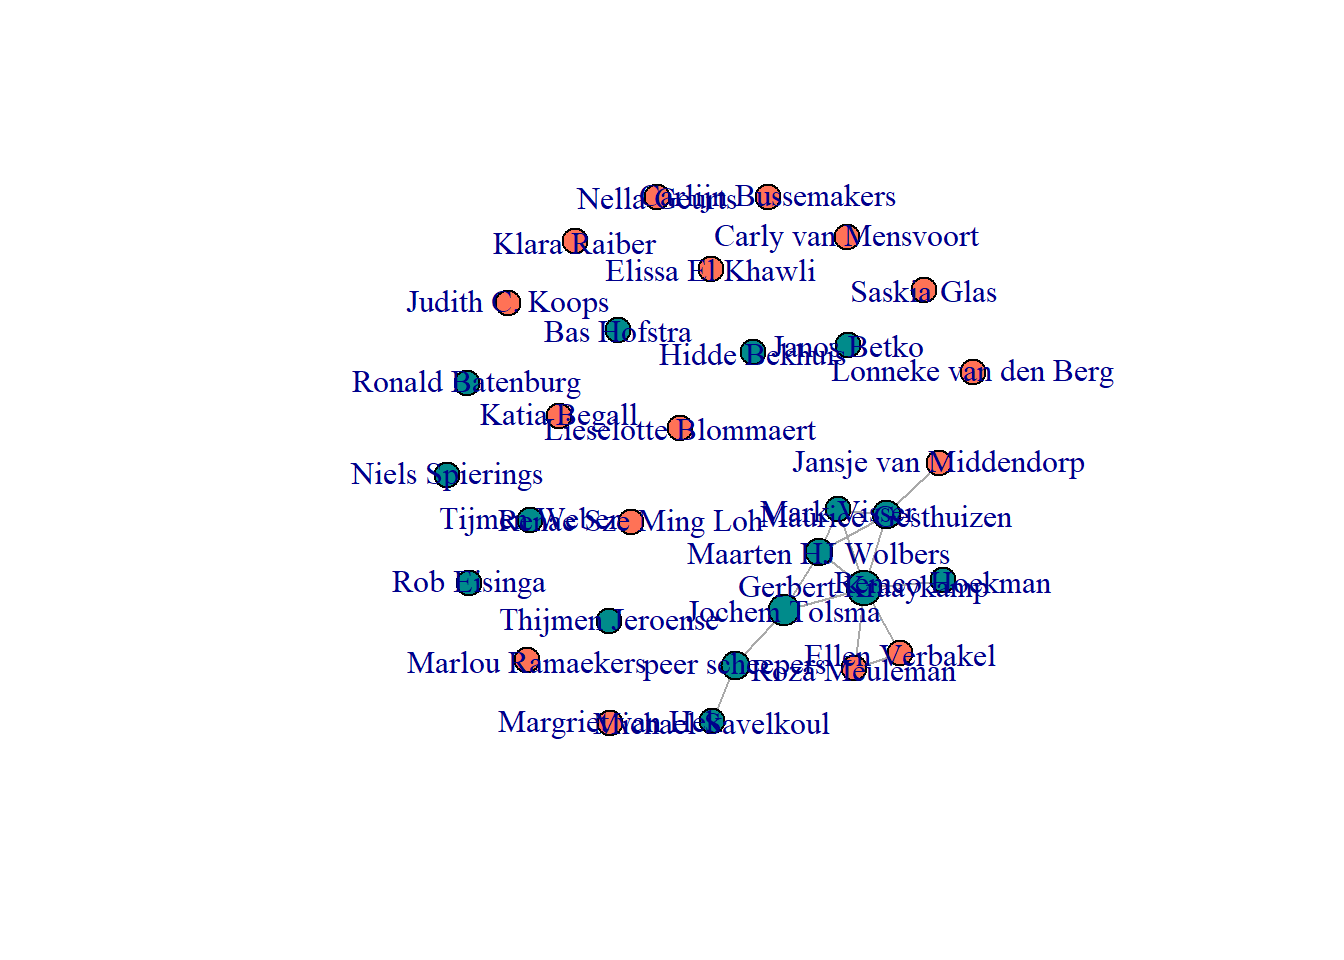 Nella Geurts
Carlijn Bussemakers
Klara Raiber
Carly van Mensvoort
Elissa El Khawli
Saskia Glas
Judith C. Koops
Bas Hofstra
Hidde Bekhuis
Janos Betko
Lonneke van den Berg
Ronald Batenburg
Katia Begall
Lieselotte Blommaert
Jansje van Middendorp
Niels Spierings
Mark Visser
Maurice Gesthuizen
Tijmen Weber
Renae Sze Ming Loh
Maarten HJ Wolbers
Rob Eisinga
Gerbert Kraaykamp
Remco Hoekman
Jochem Tolsma
Thijmen Jeroense
Marlou Ramaekers
peer scheepers
Ellen Verbakel
Roza Meuleman
Margriet van Hek
Michael Savelkoul